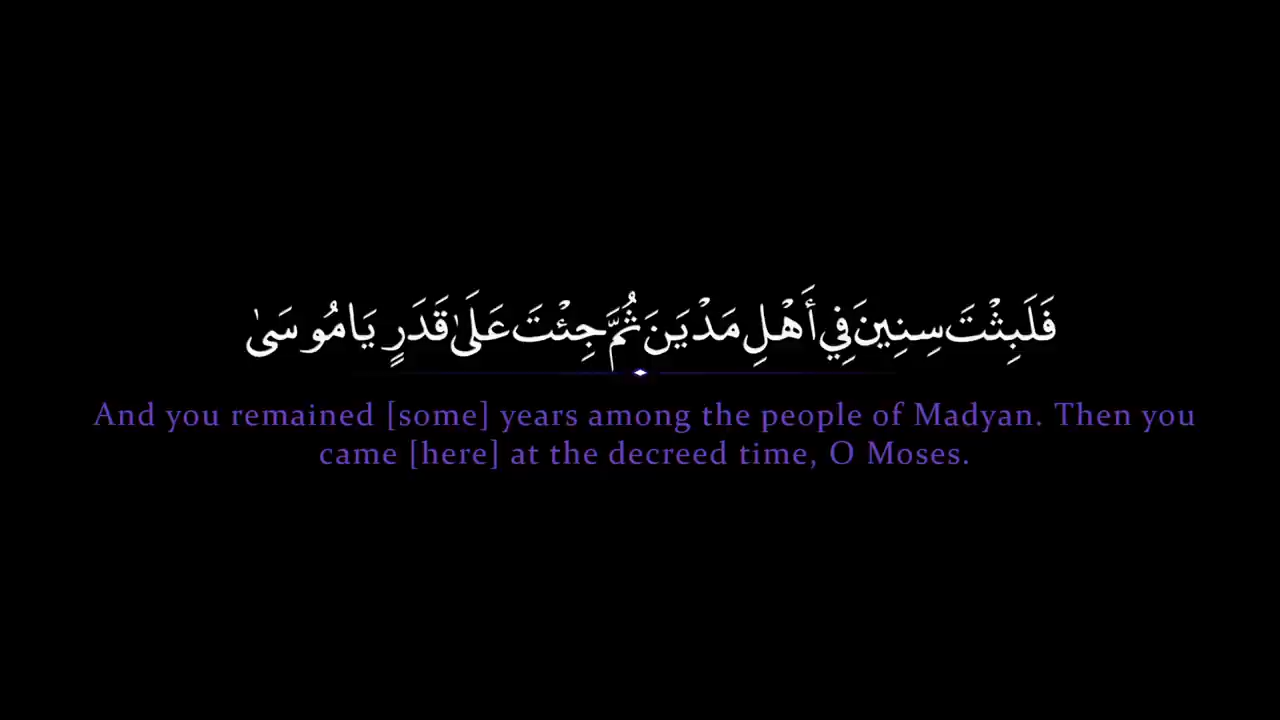 فَلَبِثْتَ سِنِينَ فِي أَهْلِ مَدْيَنَ ثُمَّ جِئْتَ عَلَىٰ قَدَرٍ يَا مُوسَىٰ
And you remained [some] years among the people of Madyan. Then you
came [here] at the decreed time, O Moses.